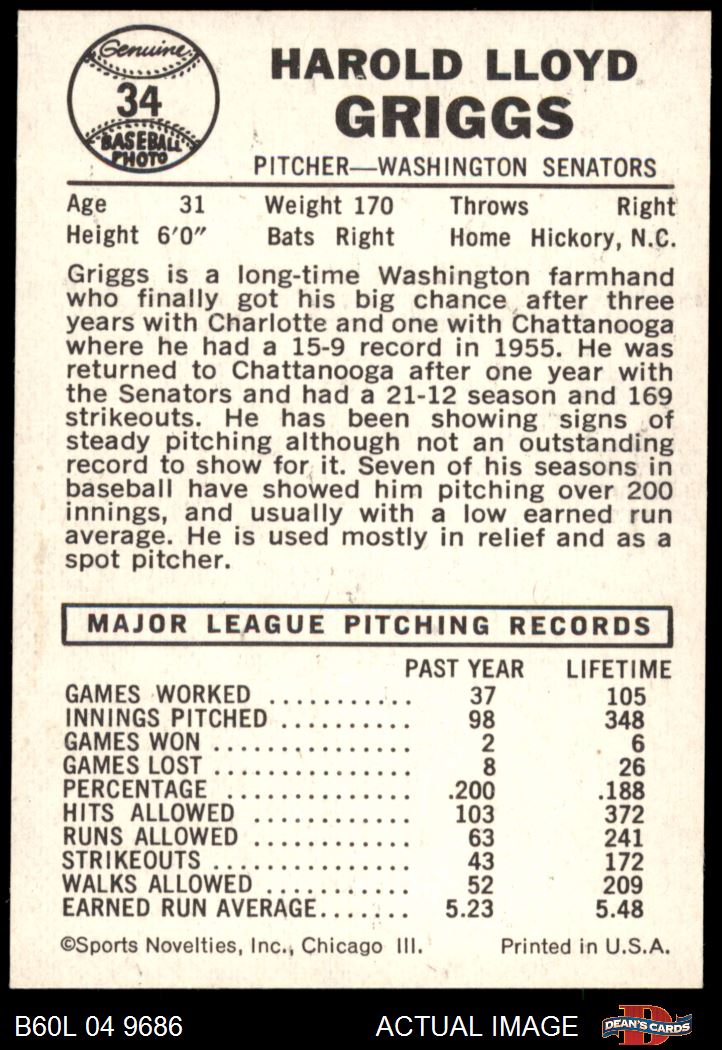 Genuine
34
BASEBALL
PHOTO
HAROLD LLOYD
GRIGGS
PITCHER—WASHINGTON SENATORS
Age 31 Weight 170 Throws Right
Height 6'0" Bats Right Home Hickory, N.C.
Griggs is a long-time Washington farmhand
who finally got his big chance after three
years with Charlotte and one with Chattanooga
where he had a 15-9 record in 1955. He was
returned to Chattanooga after one year with
the Senators and had a 21-12 season and 169
strikeouts. He has been showing signs of
steady pitching although not an outstanding
record to show for it. Seven of his seasons in
baseball have showed him pitching over 200
innings, and usually with a low earned run
average. He is used mostly in relief and as a
spot pitcher.
MAJOR LEAGUE PITCHING RECORDS
PAST YEAR LIFETIME
GAMES WORKED ........... 37 105
INNINGS PITCHED .......... 98 348
GAMES WON ............... 2 6
GAMES LOST ............... 8 26
PERCENTAGE .............. .200 .188
HITS ALLOWED ............ 103 372
RUNS ALLOWED ............ 63 241
STRIKEOUTS ............... 43 172
WALKS ALLOWED ........... 52 209
EARNED RUN AVERAGE....... 5.23 5.48
©Sports Novelties, Inc., Chicago Ill. Printed in U.S.A.
B60L 04 9686 ACTUAL IMAGE D DEAN'S CARDS